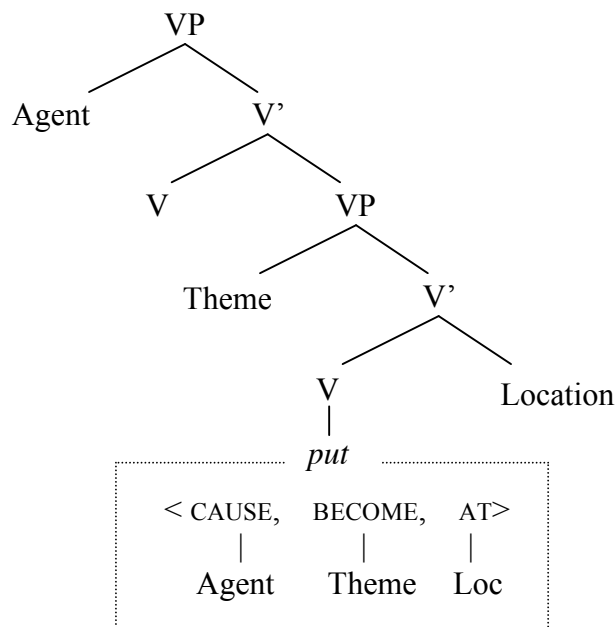 VP
Agent V’
V VP
Theme V’
V Location
put
< CAUSE, BECOME, AT>
Agent Theme Loc